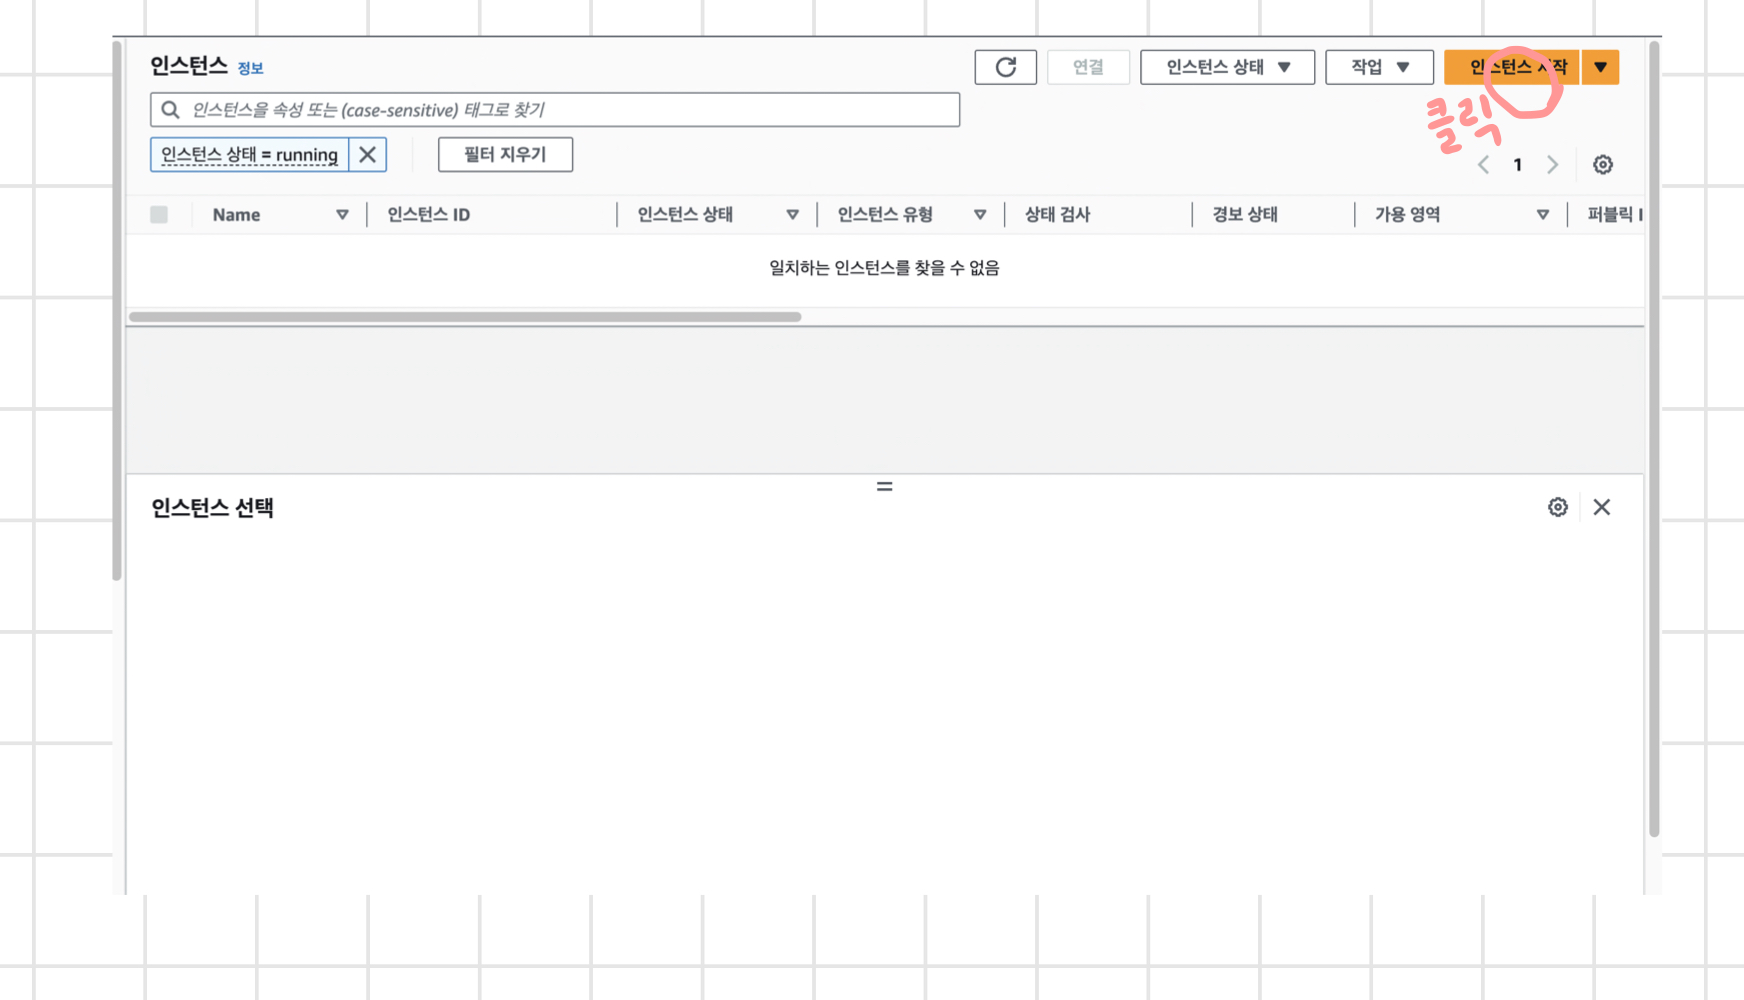 인스턴스 정보
연결
인스턴스 상태
작업
인스턴스 시작
인스턴스을 속성 또는 (case-sensitive) 태그로 찾기
클릭
인스턴스 상태 = running
필터 지우기
1
Name
인스턴스 ID
인스턴스 상태
인스턴스 유형
상태 검사
경보 상태
가용 영역
퍼블릭 I
일치하는 인스턴스를 찾을 수 없음
인스턴스 선택